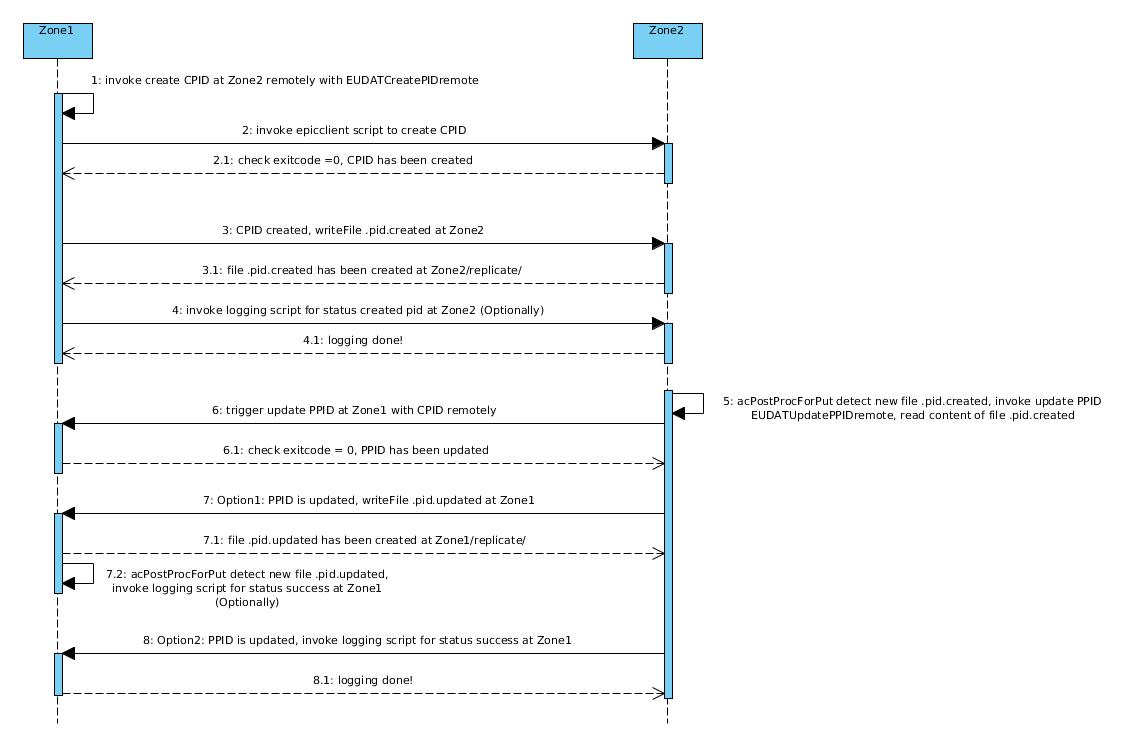 Zone1
Zone2
1: invoke create CPID at Zone2 remotely with EUDATCreatePIDremote
2: invoke epicclient script to create CPID
2.1: check exitcode =0, CPID has been created
3: CPID created, writeFile .pid.created at Zone2
3.1: file .pid.created has been created at Zone2/replicate/
4: invoke logging script for status created pid at Zone2 (Optionally)
4.1: logging done!
5: acPostProcForPut detect new file .pid.created, invoke update PPID
EUDATUpdatePPIDremote, read content of file .pid.created
6: trigger update PPID at Zone1 with CPID remotely
6.1: check exitcode = 0, PPID has been updated
7: Option1: PPID is updated, writeFile .pid.updated at Zone1
7.1: file .pid.updated has been created at Zone1/replicate/
7.2: acPostProcForPut detect new file .pid.updated,
invoke logging script for status success at Zone1
(Optionally)
8: Option2: PPID is updated, invoke logging script for status success at Zone1
8.1: logging done!